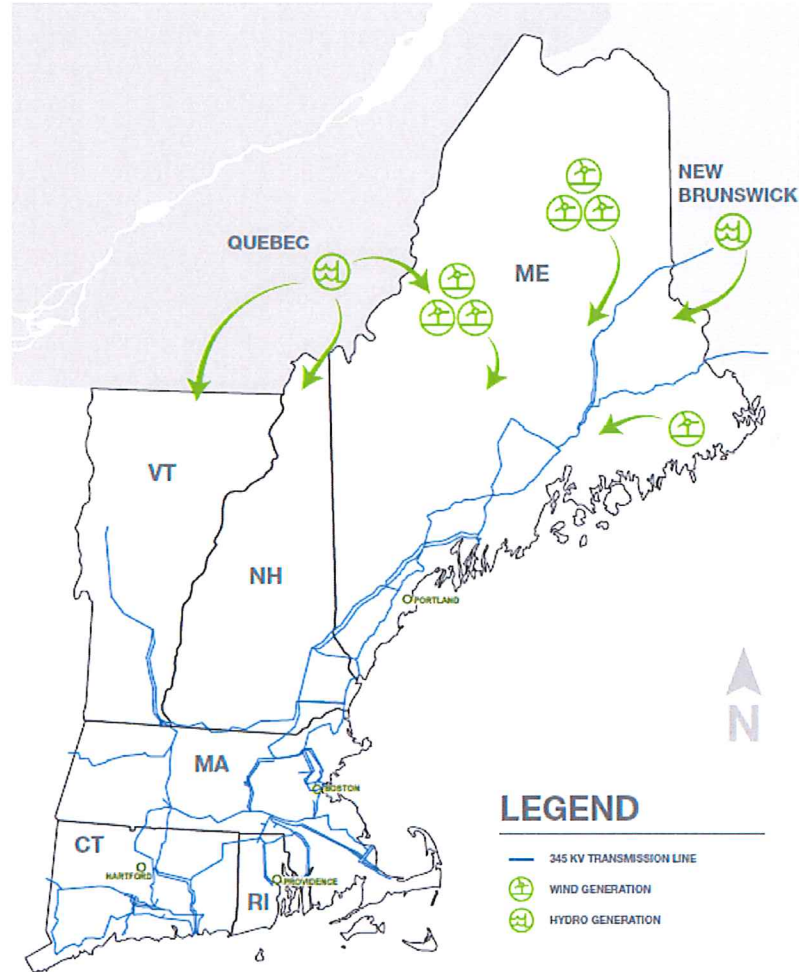 NEW
BRUNSWICK
QUEBEC
ME
VT
NH
PORTLAND
N
MA
BOSTON
LEGEND
CT
345 KV TRANSMISSION LINE
HARTFORD
PROVIDENCE
WIND GENERATION
RI
HYDRO GENERATION